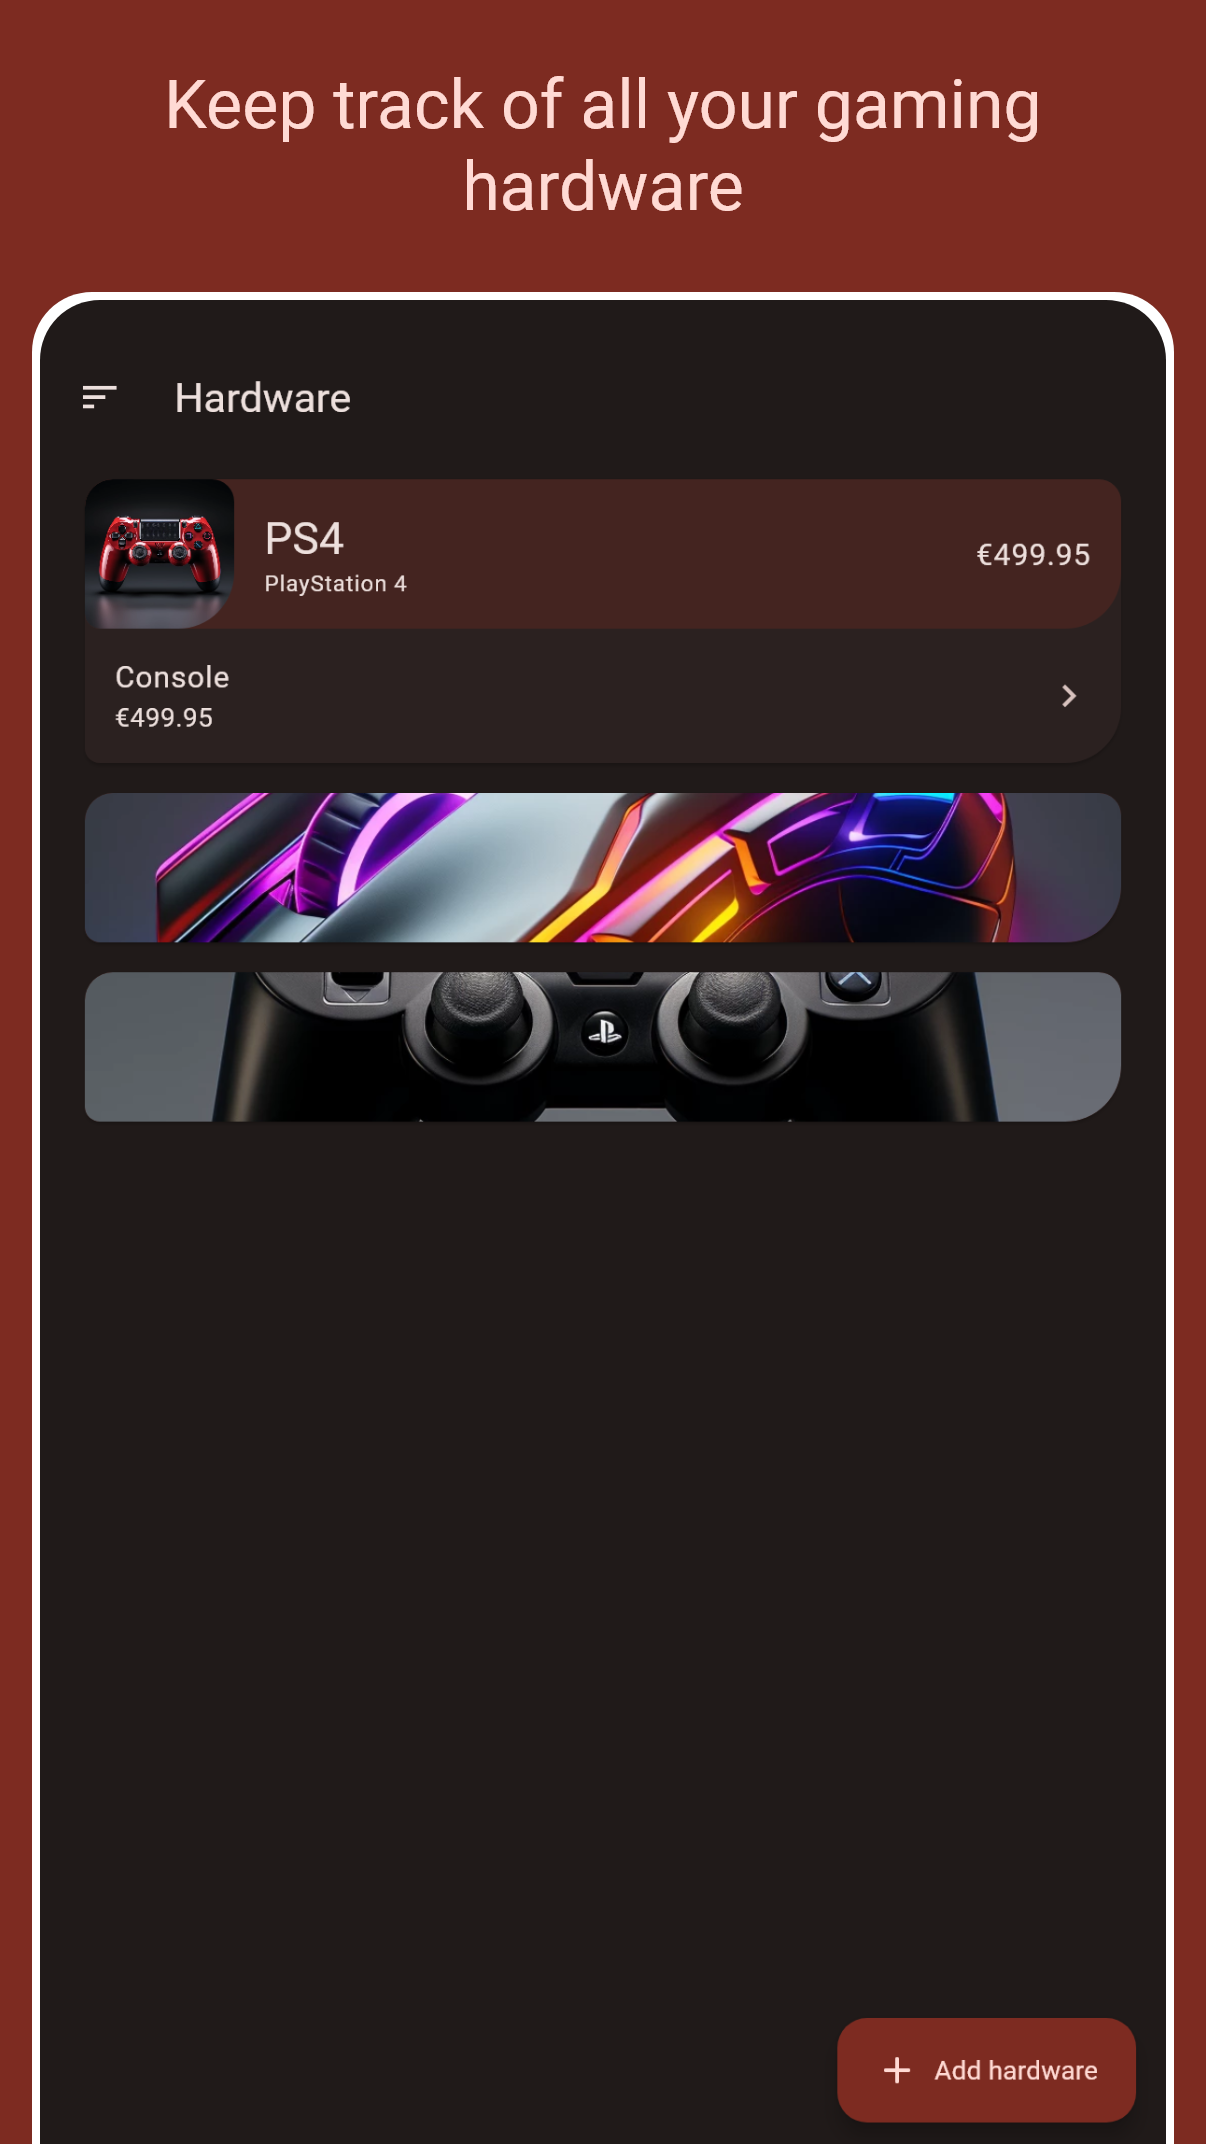 Keep track of all your gaming
hardware
Hardware
PS4
PlayStation 4
€499.95
Console
€499.95
Add hardware